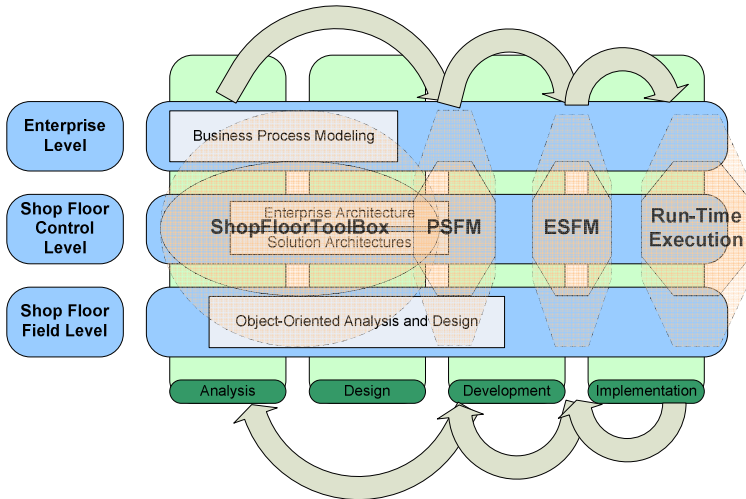 Enterprise
Level
Business Process Modeling
Shop Floor
Control
Level
Enterprise Architecture
ShopFloorToolBox
Solution Architectures
PSFM
ESFM
Run-Time
Execution
Shop Floor
Field Level
Object-Oriented Analysis and Design
Analysis
Design
Development
Implementation